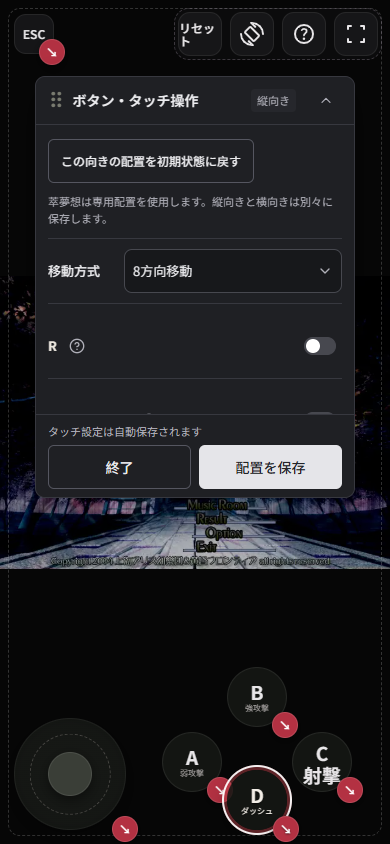 ESC
リセッ
ト
ボタン・タッチ操作
縦向き
この向きの配置を初期状態に戻す
萃夢想は専用配置を使用します。縦向きと横向きは別々に
保存します。
移動方式
8方向移動
R
タッチ設定は自動保存されます
終了
配置を保存
Music Room
Result
Option
Exit
B
強攻撃
A
弱攻撃
C
射撃
D
ダッシュ